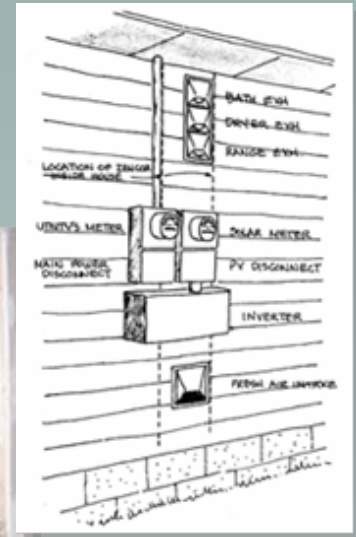 BATH EXH
DRYER EXH
RANGE EXH
LOCATION OF
HOUSE
UTILITY'S METER
SOLAR METER
MAIN POWER
DISCONNECT
PV DISCONNECT
INVERTER
FRESH AIR INTAKE